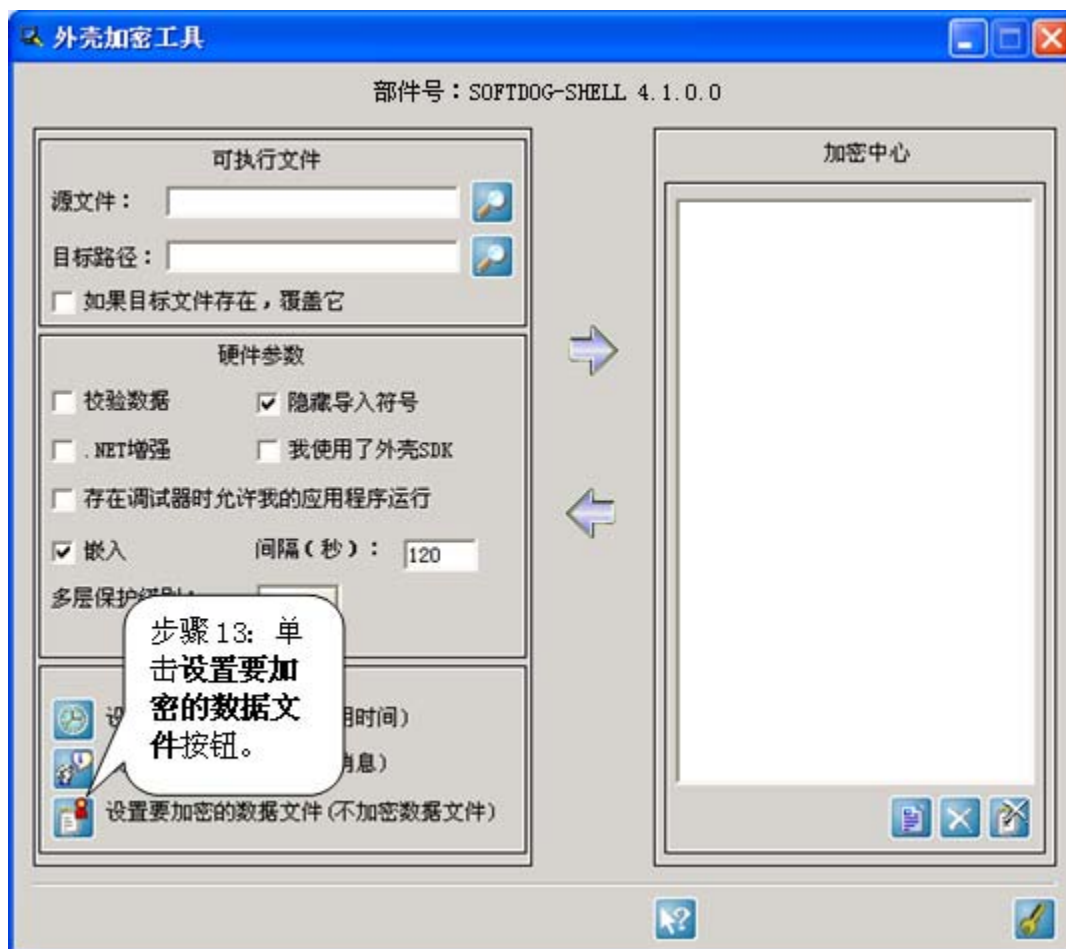 外壳加密工具
部件号：SOFTDOG-SHELL 4.1.0.0
可执行文件
源文件：
目标路径：
如果目标文件存在，覆盖它
硬件参数
校验数据 隐藏导入符号
.NET增强 我使用了外壳SDK
存在调试器时允许我的应用程序运行
嵌入 间隔(秒)： 120
多层保护级别：
步骤13：单
击设置要加
密的数据文
件按钮。
设 用时间)
消息)
设置要加密的数据文件(不加密数据文件)
加密中心